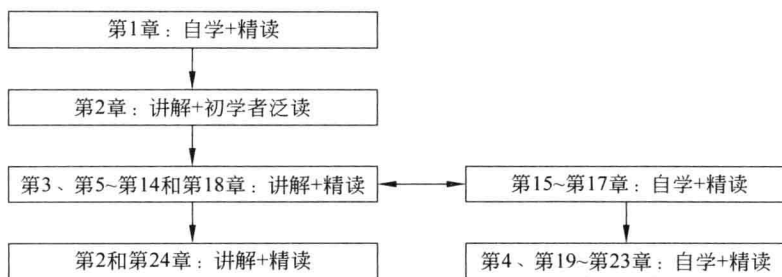 第1章：自学+精读
第2章：讲解+初学者泛读
第3、第5~第14和第18章：讲解+精读
第15~第17章：自学+精读
第2和第24章：讲解+精读
第4、第19~第23章：自学+精读